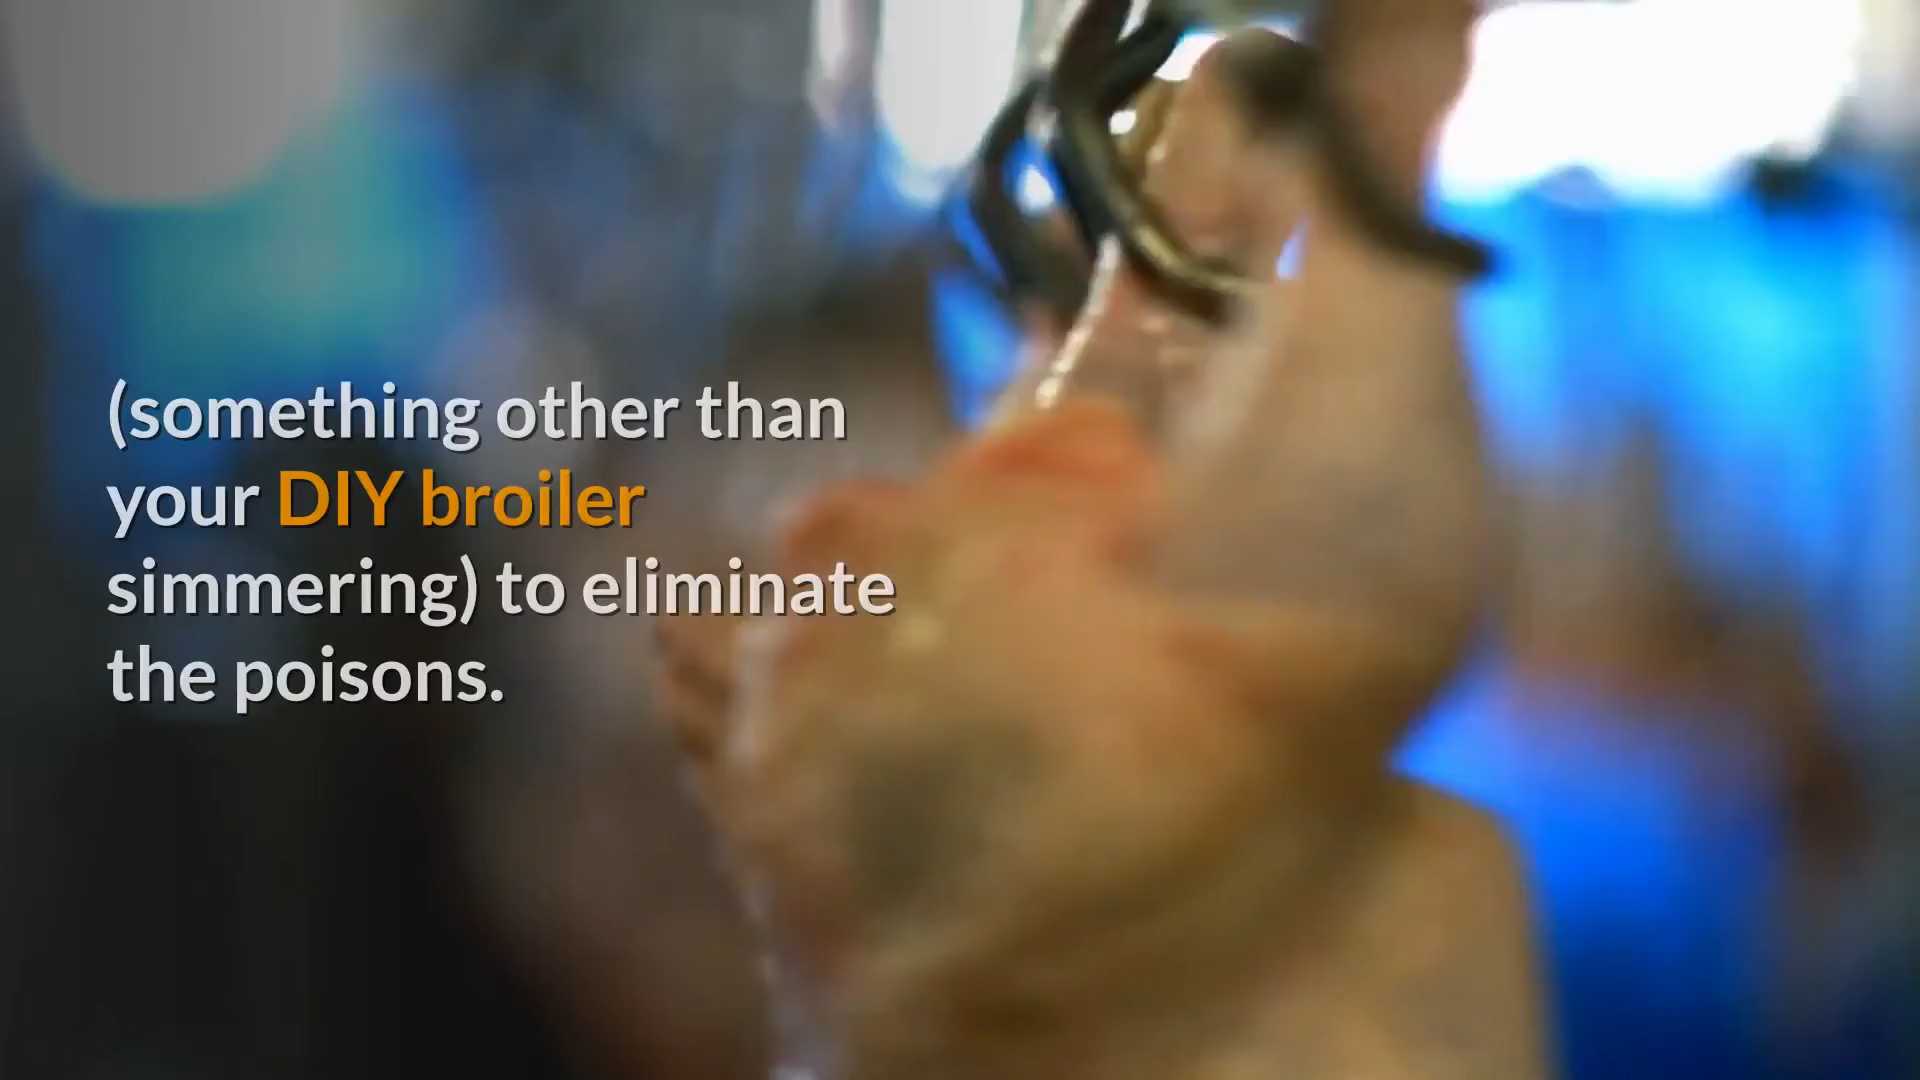 (something other than
your DIY broiler
simmering) to eliminate
the poisons.